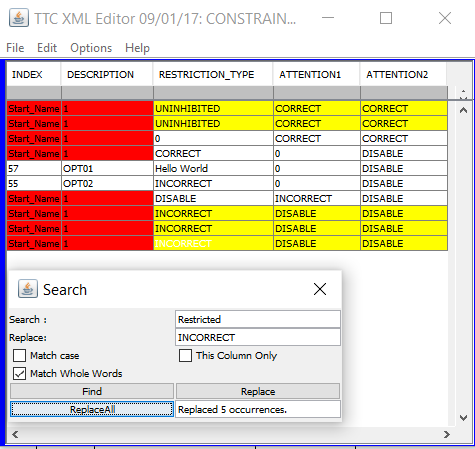 TTC XML Editor 09/01/17: CONSTRAIN...
File Edit Options Help
INDEX DESCRIPTION RESTRICTION_TYPE ATTENTION1 ATTENTION2
Start_Name 1 UNINHIBITED CORRECT CORRECT
Start_Name 1 UNINHIBITED CORRECT CORRECT
Start_Name 1 0 CORRECT CORRECT
Start_Name 1 CORRECT 0 DISABLE
57 OPT01 Hello World 0 DISABLE
55 OPT02 INCORRECT 0 DISABLE
Start_Name 1 DISABLE INCORRECT DISABLE
Start_Name 1 INCORRECT DISABLE DISABLE
Start_Name 1 INCORRECT DISABLE DISABLE
Start_Name 1 INCORRECT DISABLE DISABLE
Search
Search : Restricted
Replace: INCORRECT
Match case This Column Only
Match Whole Words
Find Replace
ReplaceAll Replaced 5 occurrences.